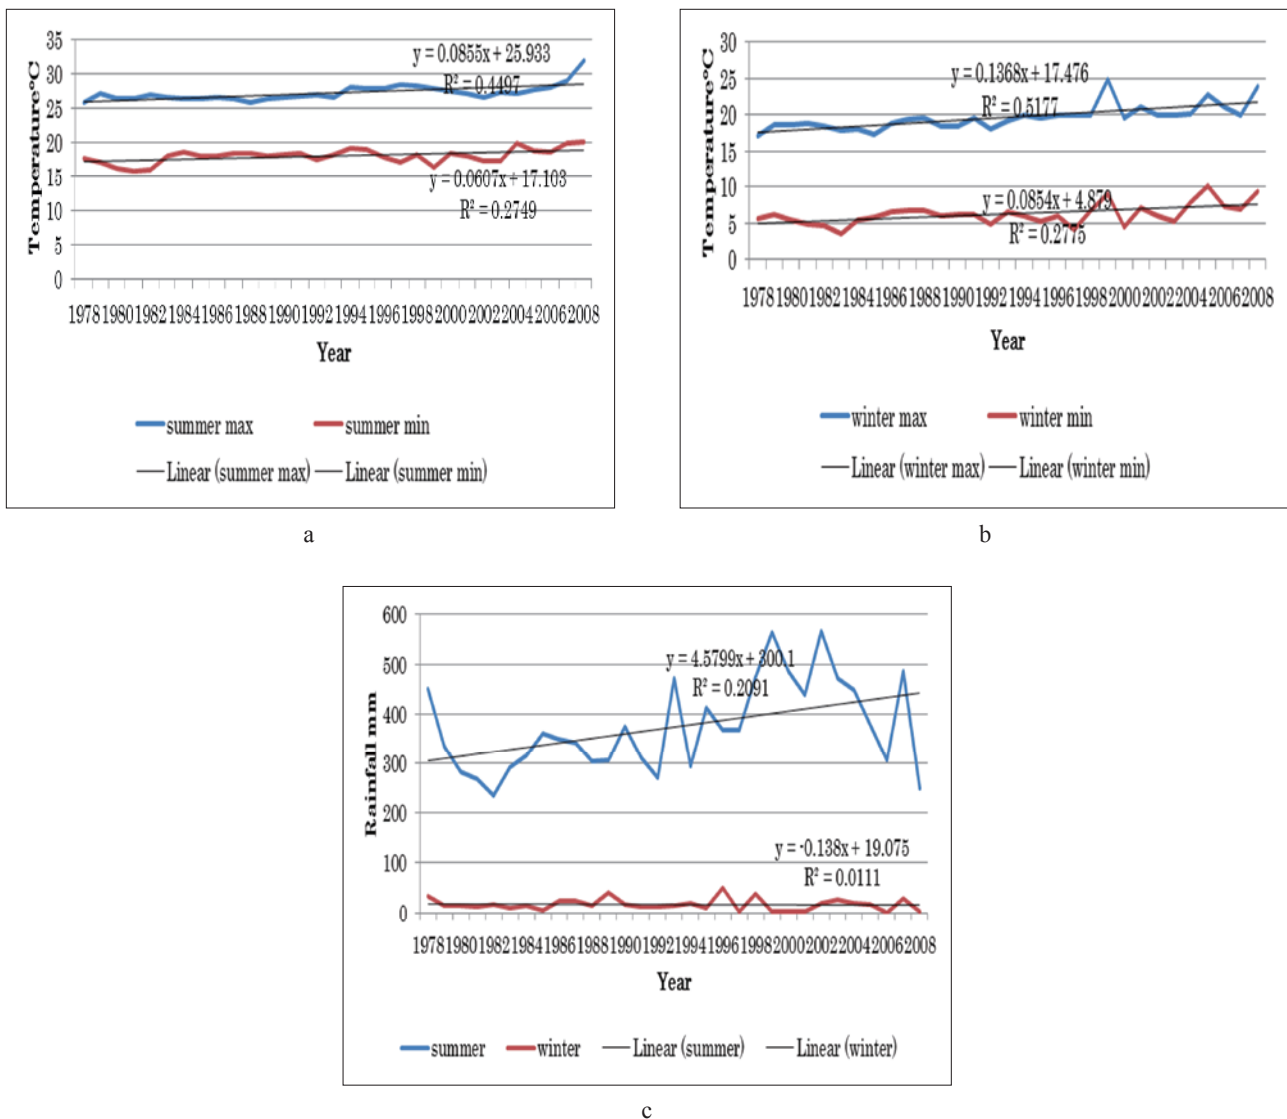 35
30
25
20
15
10
5
0
Temperature°C
y = 0.0855x + 25.933
R² = 0.4497
y = 0.0607x + 17.103
R² = 0.2749
1978 1980 1982 1984 1986 1988 1990 1992 1994 1996 1998 2000 2002 2004 2006 2008
Year
summer max summer min
Linear (summer max) Linear (summer min)
a
30
25
20
15
10
5
0
Temperature°C
y = 0.1368x + 17.476
R² = 0.5177
y = 0.0854x + 4.879
R² = 0.2775
1978 1980 1982 1984 1986 1988 1990 1992 1994 1996 1998 2000 2002 2004 2006 2008
Year
winter max winter min
Linear (winter max) Linear (winter min)
b
600
500
400
300
200
100
0
Rainfall mm
y = 4.5799x + 300.1
R² = 0.2091
y = -0.138x + 19.075
R² = 0.0111
1978 1980 1982 1984 1986 1988 1990 1992 1994 1996 1998 2000 2002 2004 2006 2008
Year
summer winter Linear (summer) Linear (winter)
c